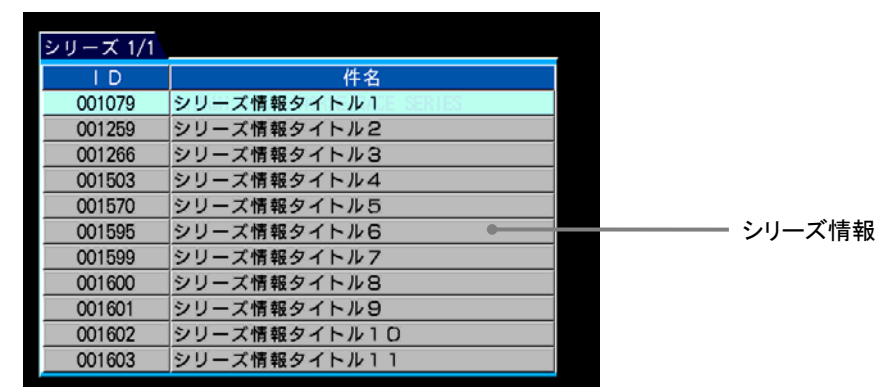 シリーズ 1/1
ＩＤ 件名
001079 シリーズ情報タイトル１ CE SERIES
001259 シリーズ情報タイトル２
001266 シリーズ情報タイトル３
001503 シリーズ情報タイトル４
001570 シリーズ情報タイトル５
001595 シリーズ情報タイトル６
シリーズ情報
001599 シリーズ情報タイトル７
001600 シリーズ情報タイトル８
001601 シリーズ情報タイトル９
001602 シリーズ情報タイトル１０
001603 シリーズ情報タイトル１１